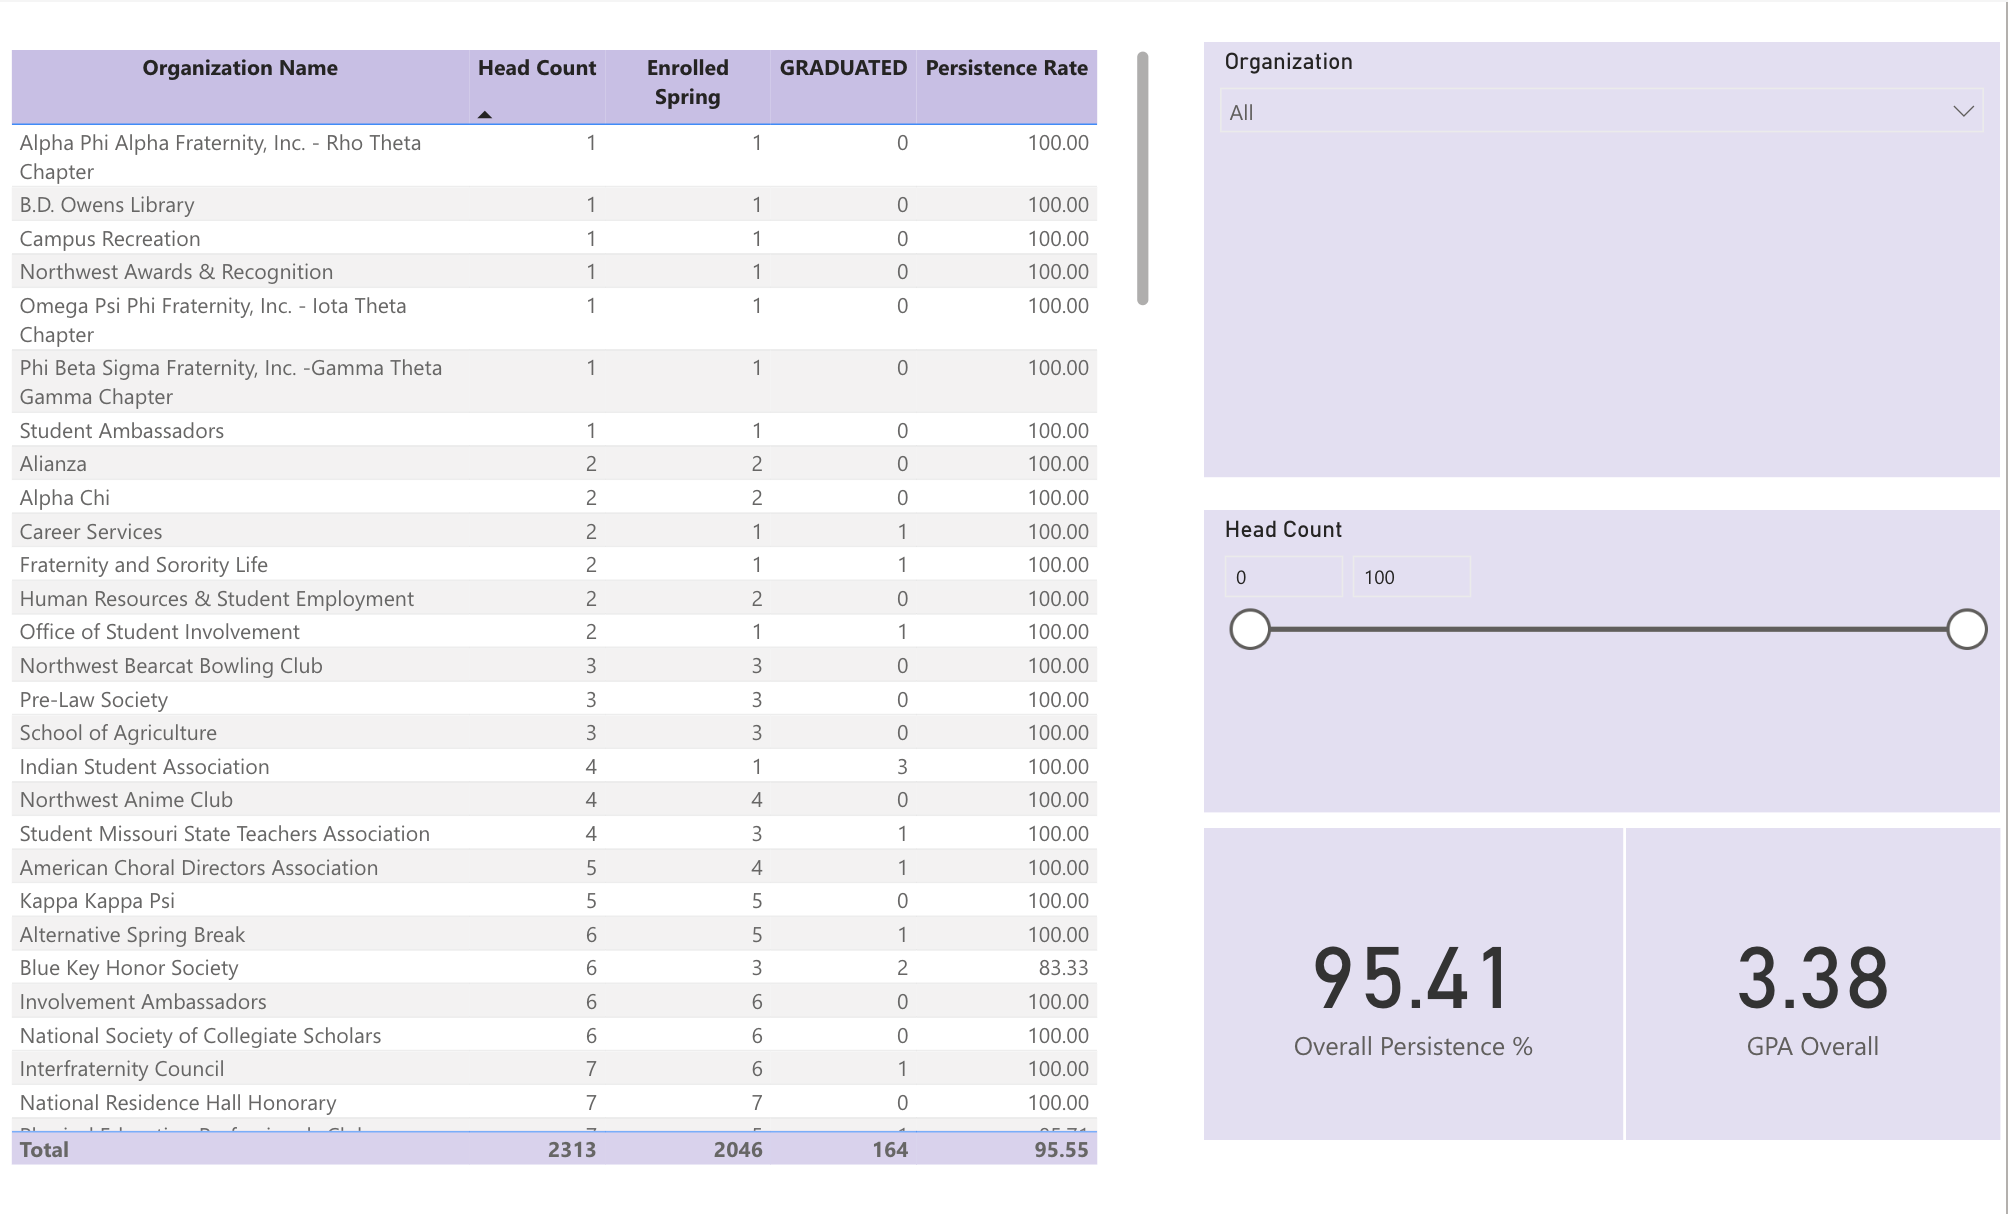 Organization Name Head Count Enrolled Spring GRADUATED Persistence Rate
Alpha Phi Alpha Fraternity, Inc. - Rho Theta Chapter 1 1 0 100.00
B.D. Owens Library 1 1 0 100.00
Campus Recreation 1 1 0 100.00
Northwest Awards & Recognition 1 1 0 100.00
Omega Psi Phi Fraternity, Inc. - Iota Theta Chapter 1 1 0 100.00
Phi Beta Sigma Fraternity, Inc. -Gamma Theta Gamma Chapter 1 1 0 100.00
Student Ambassadors 1 1 0 100.00
Alianza 2 2 0 100.00
Alpha Chi 2 2 0 100.00
Career Services 2 1 1 100.00
Fraternity and Sorority Life 2 1 1 100.00
Human Resources & Student Employment 2 2 0 100.00
Office of Student Involvement 2 1 1 100.00
Northwest Bearcat Bowling Club 3 3 0 100.00
Pre-Law Society 3 3 0 100.00
School of Agriculture 3 3 0 100.00
Indian Student Association 4 1 3 100.00
Northwest Anime Club 4 4 0 100.00
Student Missouri State Teachers Association 4 3 1 100.00
American Choral Directors Association 5 4 1 100.00
Kappa Kappa Psi 5 5 0 100.00
Alternative Spring Break 6 5 1 100.00
Blue Key Honor Society 6 3 2 83.33
Involvement Ambassadors 6 6 0 100.00
National Society of Collegiate Scholars 6 6 0 100.00
Interfraternity Council 7 6 1 100.00
National Residence Hall Honorary 7 7 0 100.00
Total 2313 2046 164 95.55
Organization
All
Head Count
0 100
95.41
Overall Persistence %
3.38
GPA Overall